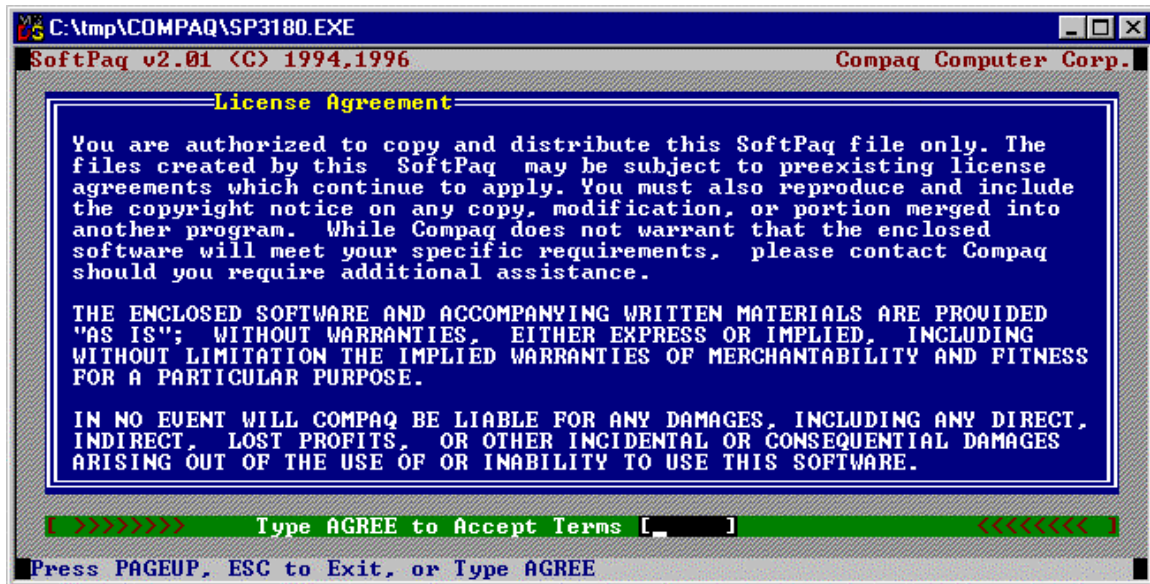 C:\tmp\COMPAQ\SP3180.EXE
SoftPaq v2.01 (C) 1994,1996 Compaq Computer Corp.
License Agreement
You are authorized to copy and distribute this SoftPaq file only. The
files created by this SoftPaq may be subject to preexisting license
agreements which continue to apply. You must also reproduce and include
the copyright notice on any copy, modification, or portion merged into
another program. While Compaq does not warrant that the enclosed
software will meet your specific requirements, please contact Compaq
should you require additional assistance.
THE ENCLOSED SOFTWARE AND ACCOMPANYING WRITTEN MATERIALS ARE PROVIDED
"AS IS"; WITHOUT WARRANTIES, EITHER EXPRESS OR IMPLIED, INCLUDING
WITHOUT LIMITATION THE IMPLIED WARRANTIES OF MERCHANTABILITY AND FITNESS
FOR A PARTICULAR PURPOSE.
IN NO EVENT WILL COMPAQ BE LIABLE FOR ANY DAMAGES, INCLUDING ANY DIRECT,
INDIRECT, LOST PROFITS, OR OTHER INCIDENTAL OR CONSEQUENTIAL DAMAGES
ARISING OUT OF THE USE OF OR INABILITY TO USE THIS SOFTWARE.
[ >>>>>>>> Type AGREE to Accept Terms [_ ] <<<<<<<< ]
Press PAGEUP, ESC to Exit, or Type AGREE